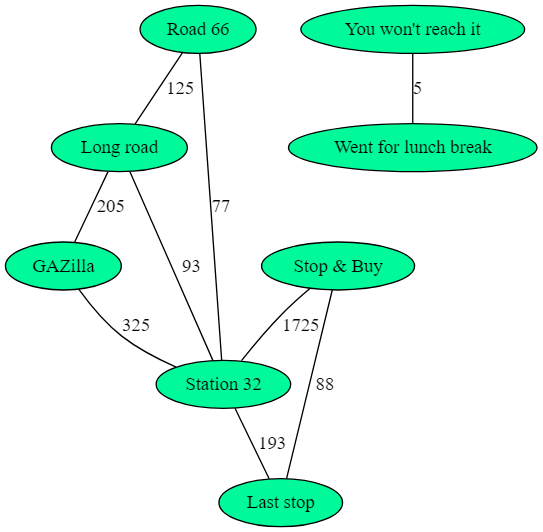 Road 66
You won't reach it
125
5
Long road
Went for lunch break
205
77
93
GAZilla
Stop & Buy
325
1725
Station 32
88
193
Last stop